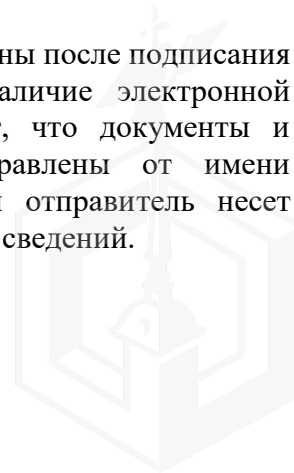 ны после подписания
аличие электронной
, что документы и
равлены от имени
отправитель несет
сведений.